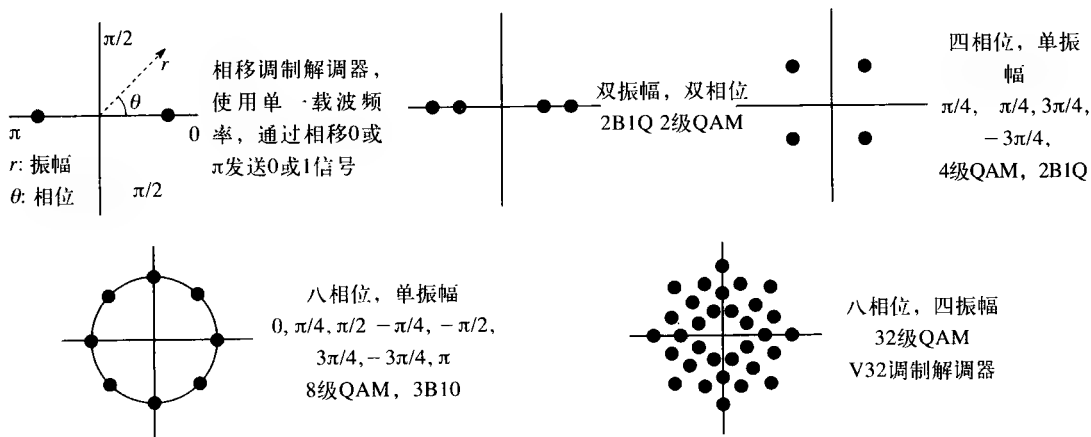 π/2
r
θ
π
0
r: 振幅
θ: 相位
π/2
相移调制解调器，
使用单一载波频
率，通过相移0或
π发送0或1信号
双振幅，双相位
2B1Q 2级QAM
四相位，单振
幅
π/4, π/4, 3π/4,
－3π/4,
4级QAM，2B1Q
八相位，单振幅
0, π/4, π/2 －π/4, －π/2,
3π/4, －3π/4, π
8级QAM，3B10
八相位，四振幅
32级QAM
V32调制解调器